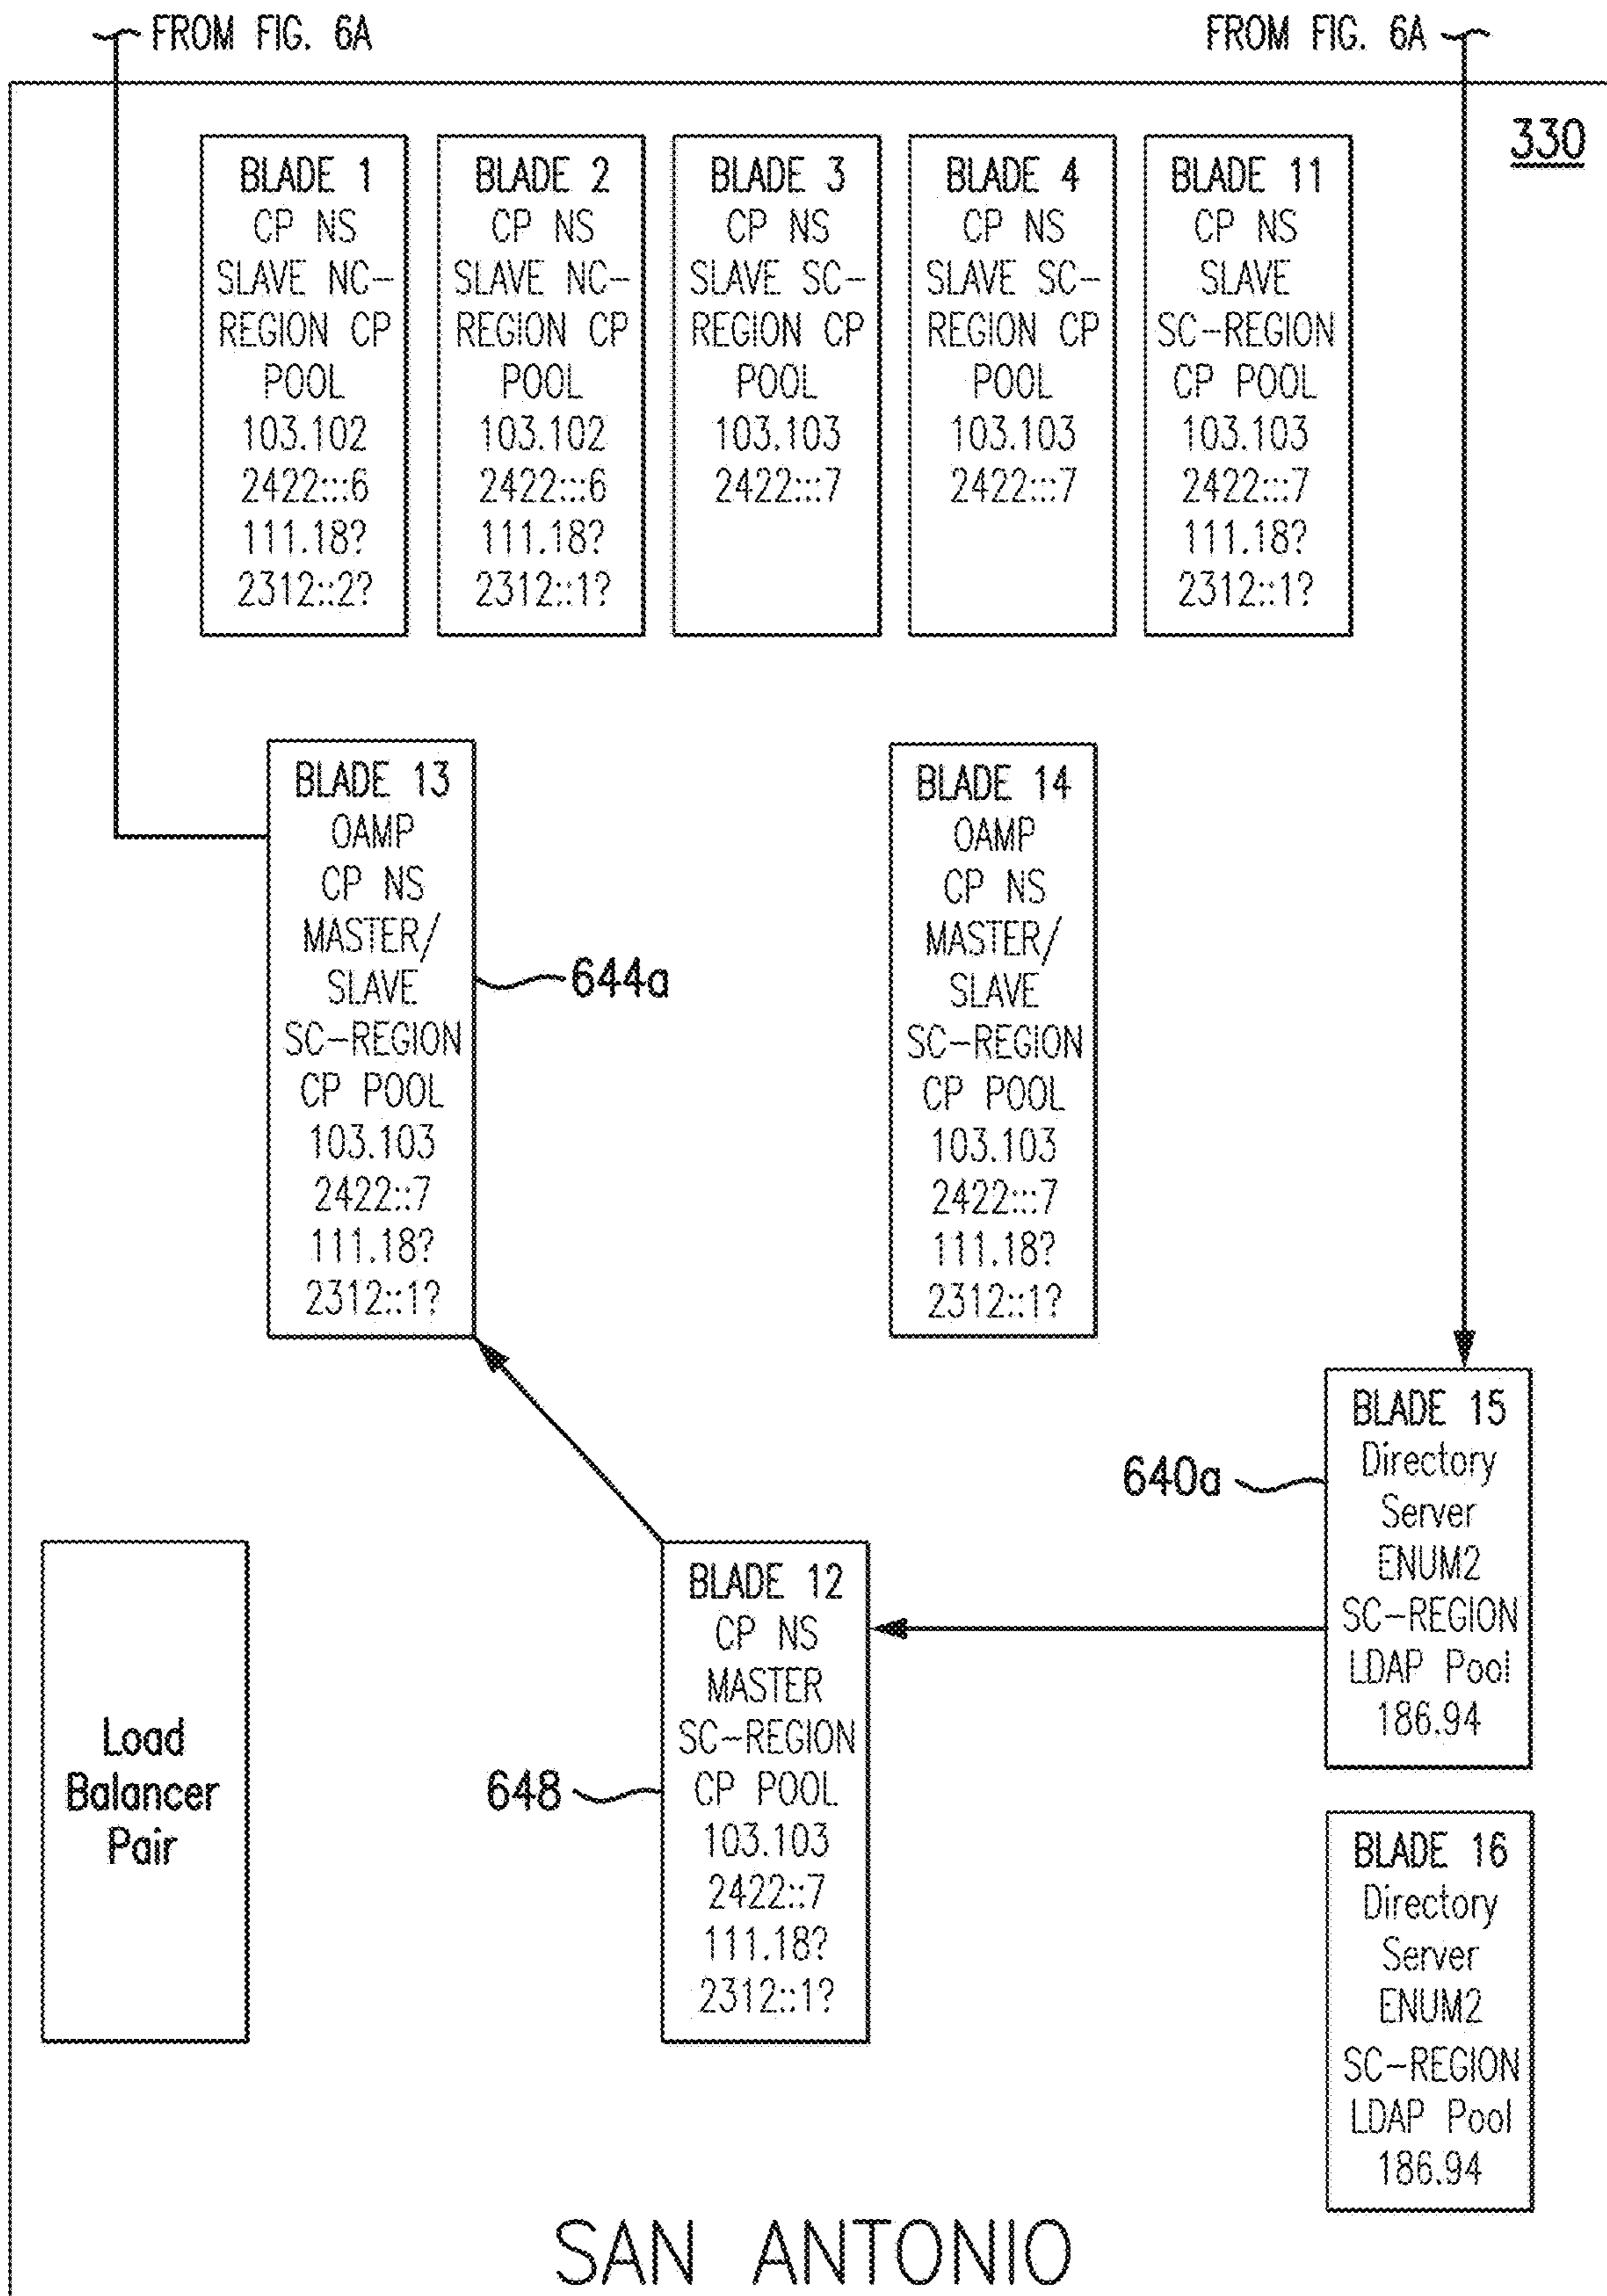 FROM FIG. 6A
FROM FIG. 6A
330
BLADE 1
CP NS
SLAVE NC-
REGION CP
POOL
103.102
2422:::6
111.18?
2312::2?
BLADE 2
CP NS
SLAVE NC-
REGION CP
POOL
103.102
2422:::6
111.18?
2312::1?
BLADE 3
CP NS
SLAVE SC-
REGION CP
POOL
103.103
2422:::7
BLADE 4
CP NS
SLAVE SC-
REGION CP
POOL
103.103
2422:::7
BLADE 11
CP NS
SLAVE
SC-REGION
CP POOL
103.103
2422:::7
111.18?
2312::1?
BLADE 13
OAMP
CP NS
MASTER/
SLAVE
SC-REGION
CP POOL
103.103
2422::7
111.18?
2312::1?
644a
BLADE 14
OAMP
CP NS
MASTER/
SLAVE
SC-REGION
CP POOL
103.103
2422:::7
111.18?
2312::1?
640a
BLADE 15
Directory
Server
ENUM2
SC-REGION
LDAP Pool
186.94
Load
Balancer
Pair
648
BLADE 12
CP NS
MASTER
SC-REGION
CP POOL
103.103
2422::7
111.18?
2312::1?
BLADE 16
Directory
Server
ENUM2
SC-REGION
LDAP Pool
186.94
SAN ANTONIO